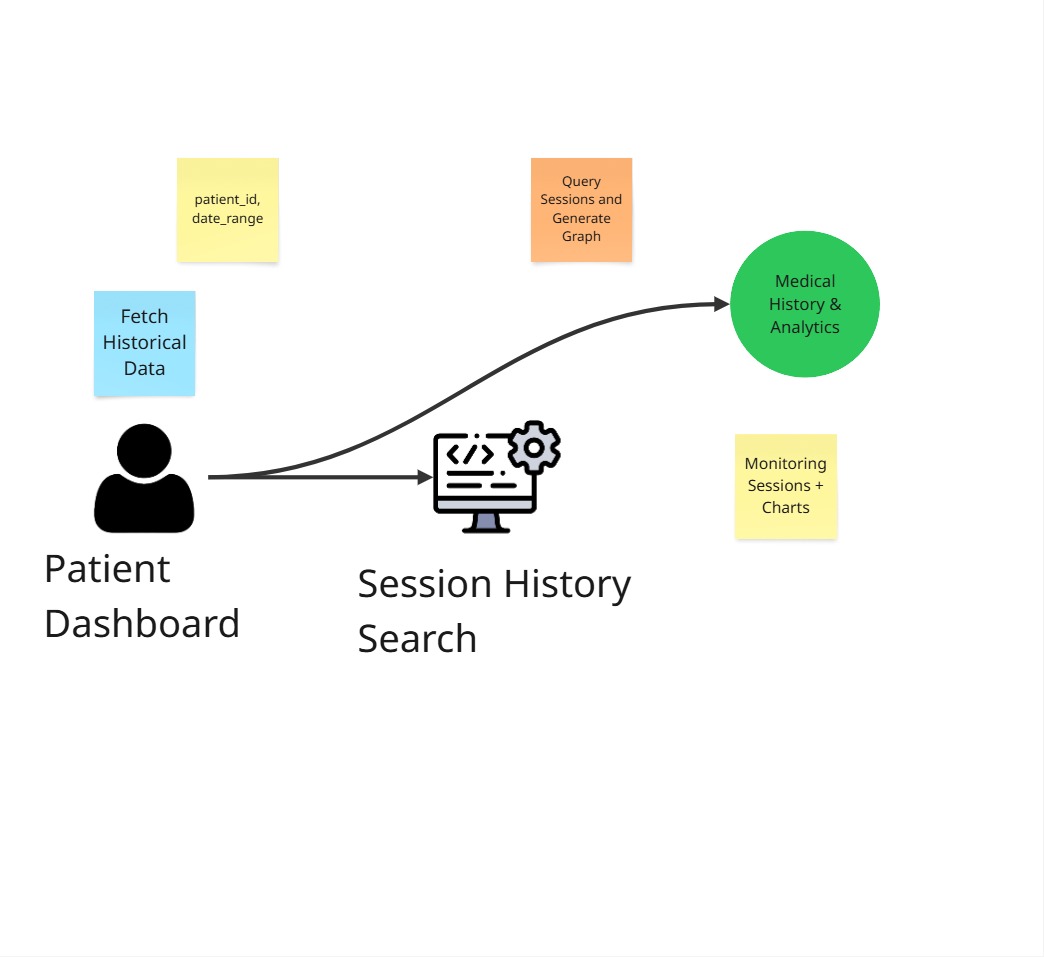 patient_id,
date_range
Query
Sessions and
Generate
Graph
Medical
History &
Analytics
Fetch
Historical
Data
</>
Monitoring
Sessions +
Charts
Patient
Dashboard
Session History
Search